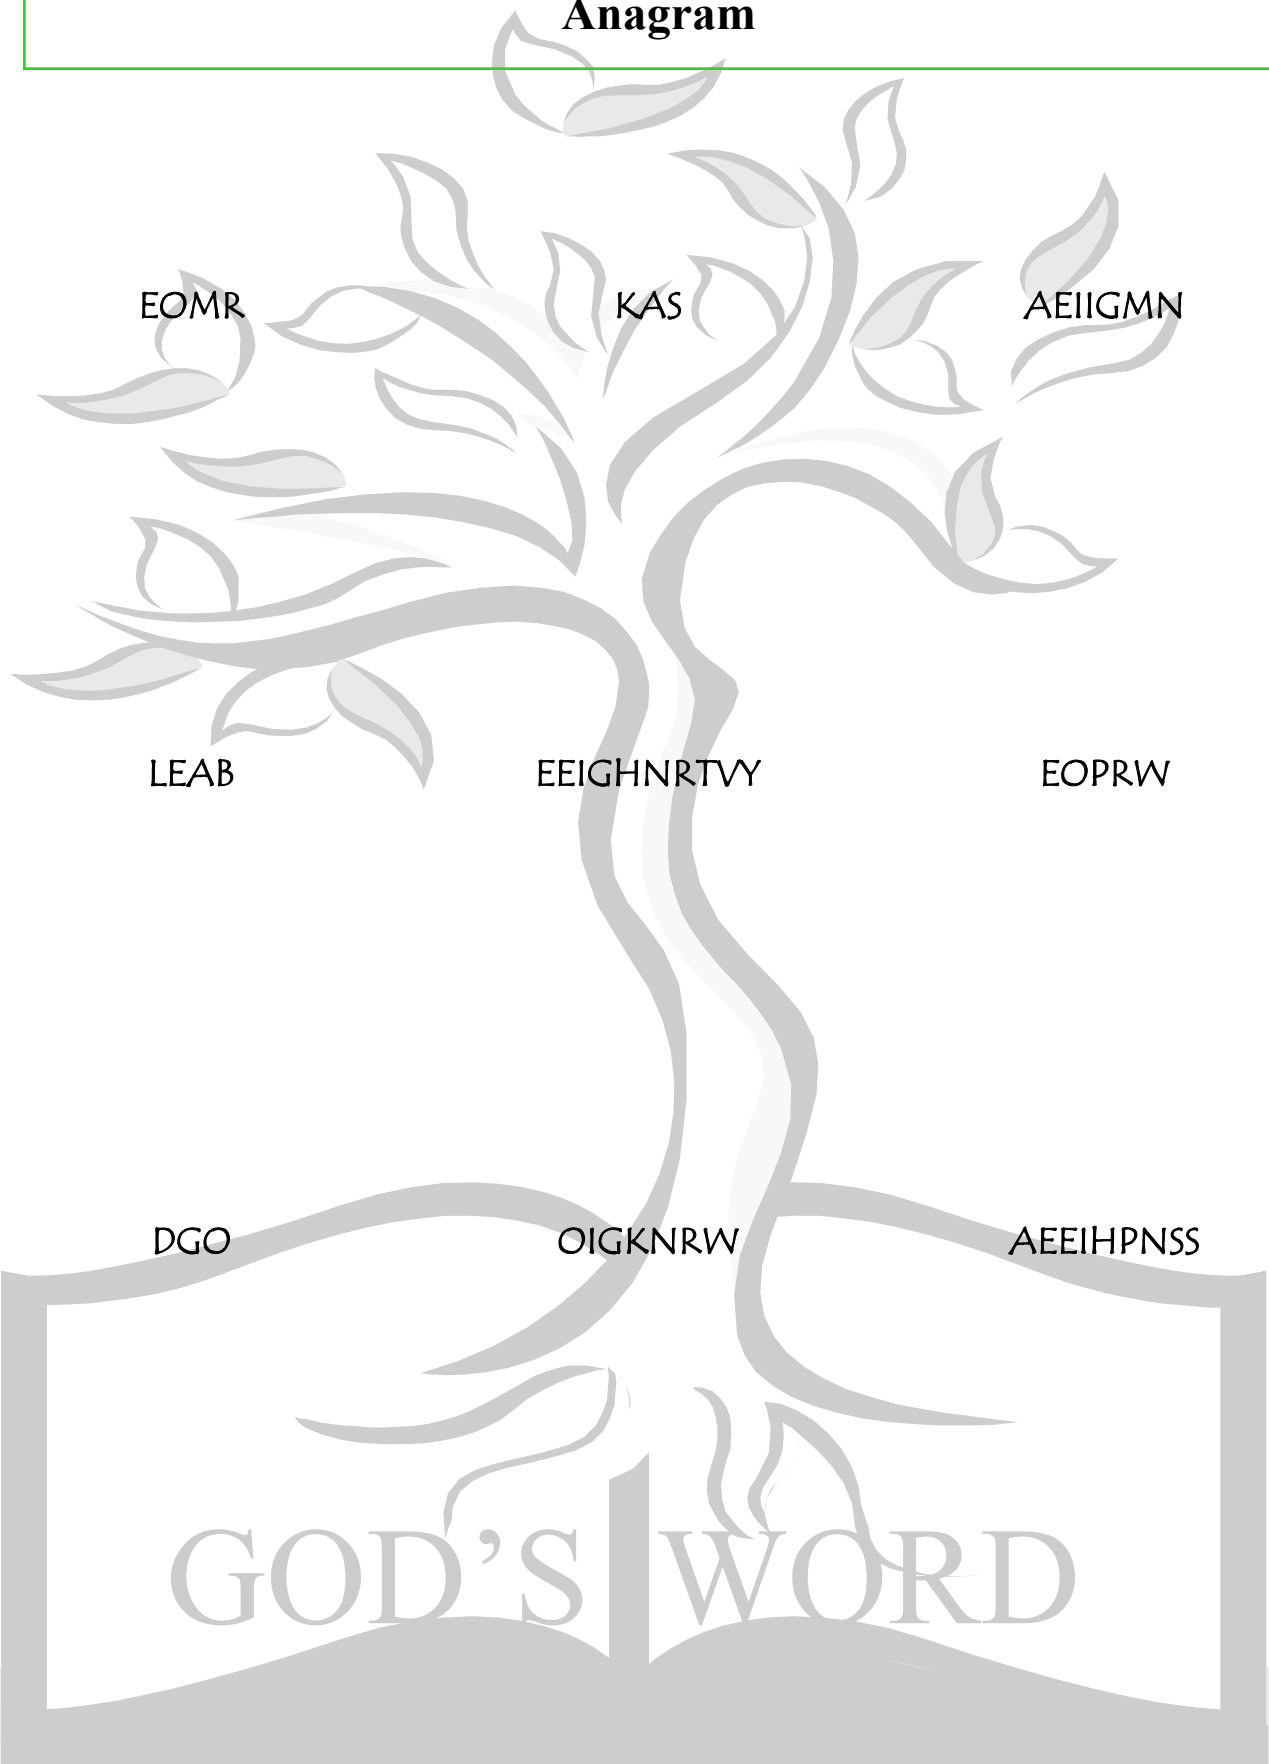 Anagram
EOMR KAS AEIIGMN
LEAB EEIGHNRTVY EOPRW
DGO OIGKNRW AEEIHPNSS
GOD’S WORD